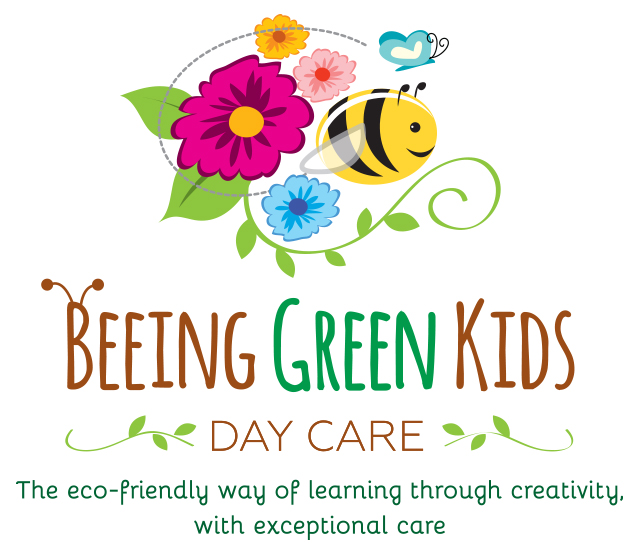 Beeing Green Kids
DAY CARE
The eco-friendly way of learning through creativity,
with exceptional care